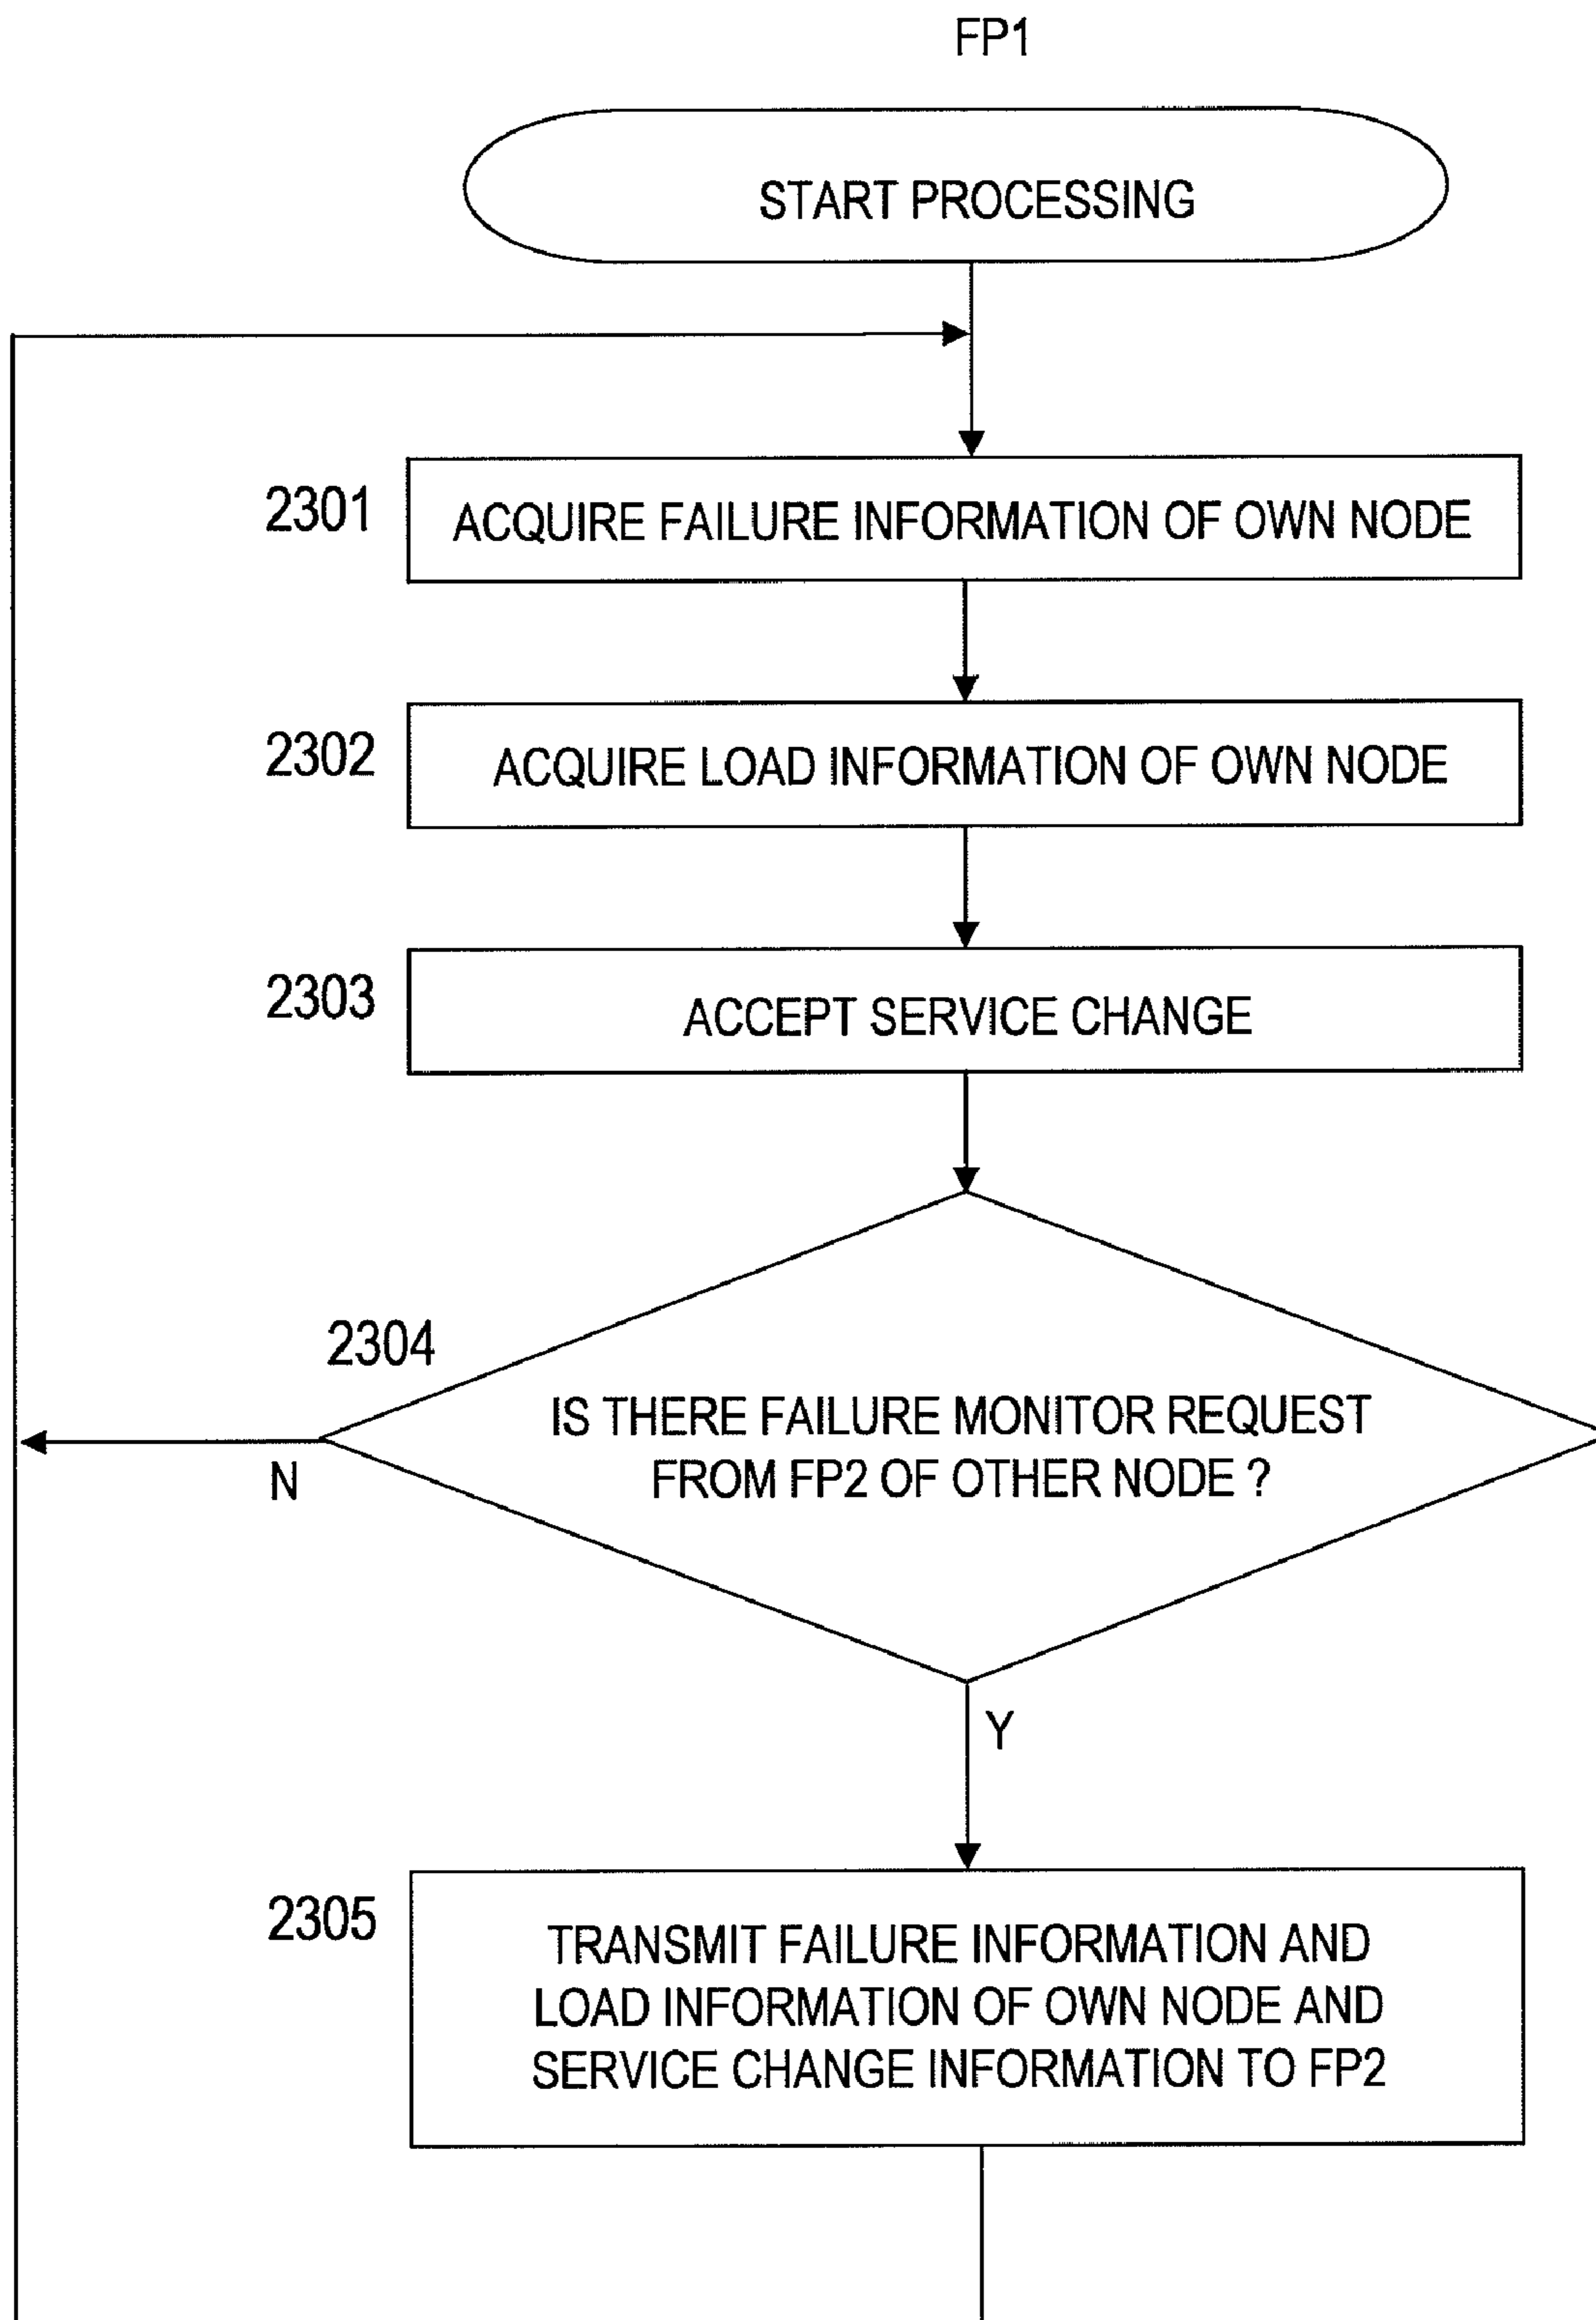 FP1
START PROCESSING
2301
ACQUIRE FAILURE INFORMATION OF OWN NODE
2302
ACQUIRE LOAD INFORMATION OF OWN NODE
2303
ACCEPT SERVICE CHANGE
2304
IS THERE FAILURE MONITOR REQUEST
FROM FP2 OF OTHER NODE ?
N
Y
2305
TRANSMIT FAILURE INFORMATION AND
LOAD INFORMATION OF OWN NODE AND
SERVICE CHANGE INFORMATION TO FP2